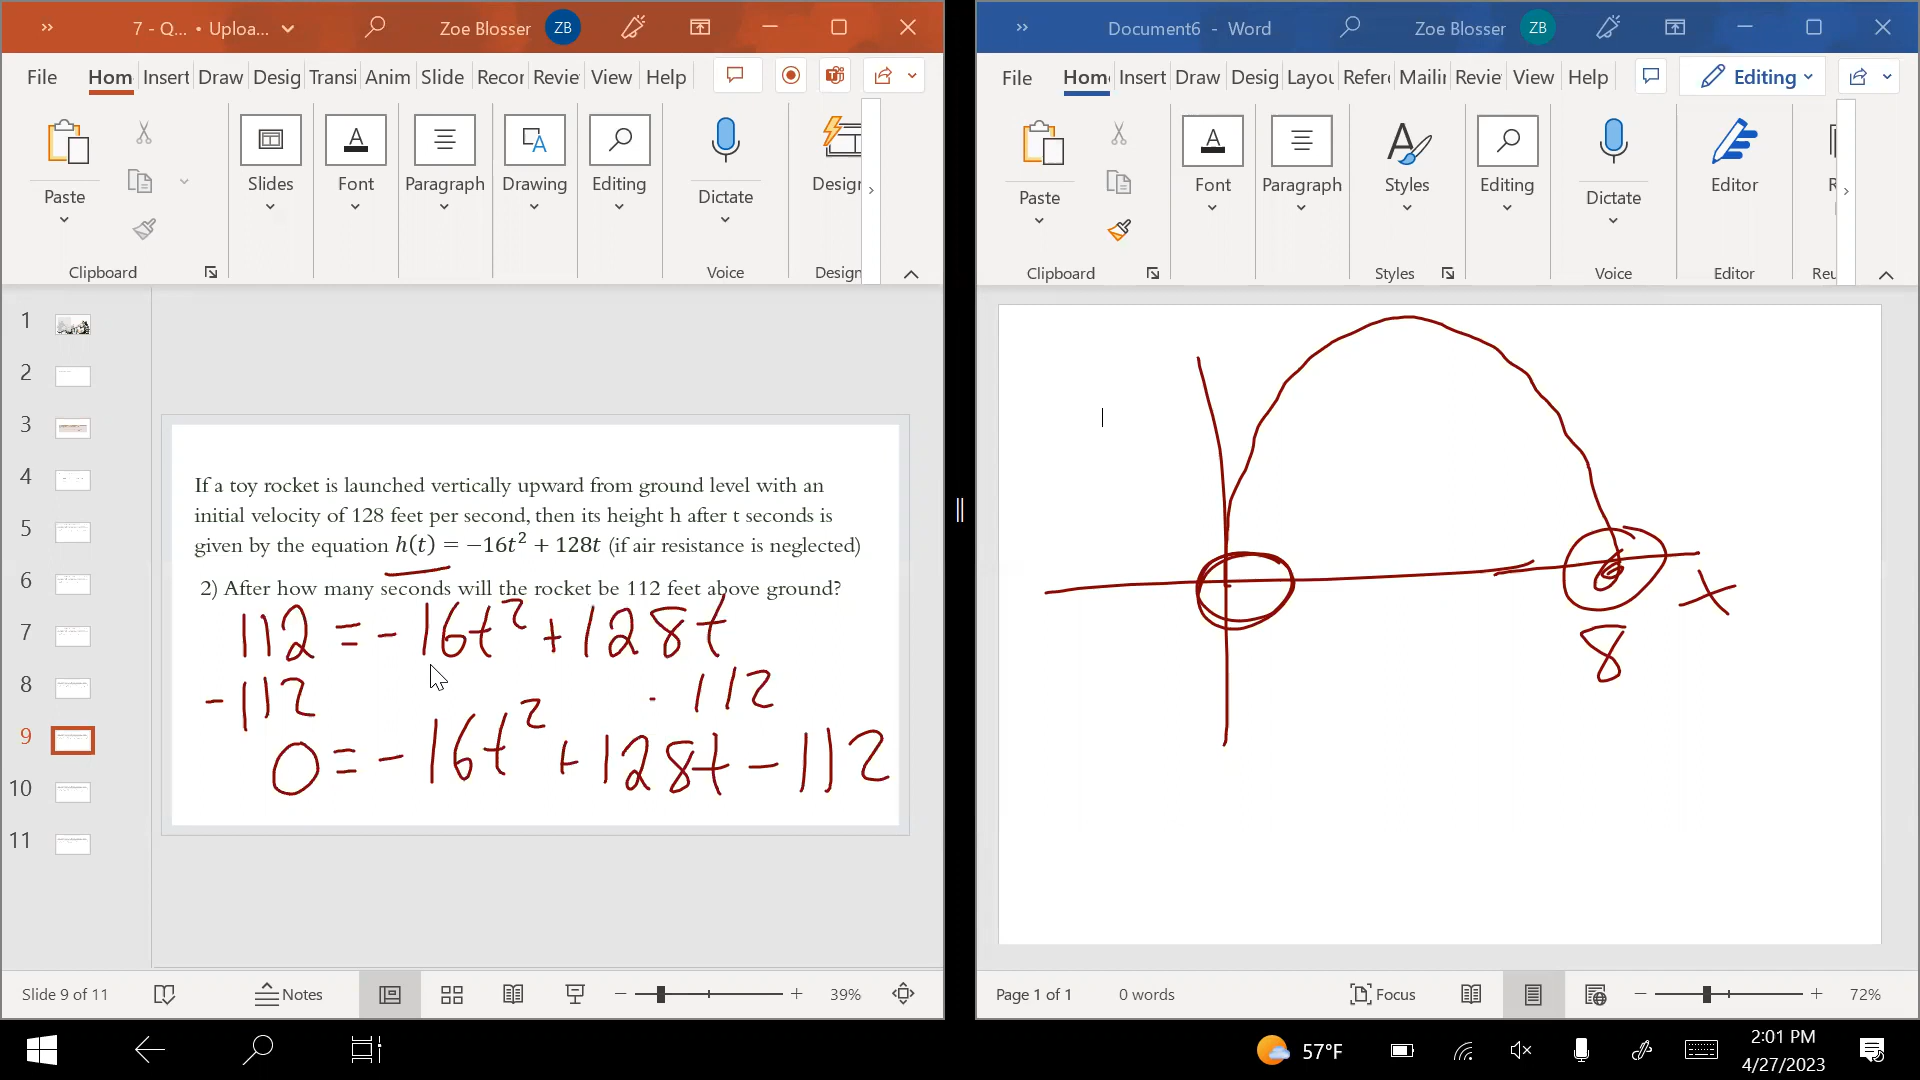 7 - Q... • Uploa...
Zoe Blosser ZB
File Hom Insert Draw Desig Transi Anim Slide Recor Revie View Help
Paste
Slides Font Paragraph Drawing Editing Dictate Design
Clipboard Voice Design
1
2
3
4
5
6
7
8
9
10
11
If a toy rocket is launched vertically upward from ground level with an
initial velocity of 128 feet per second, then its height h after t seconds is
given by the equation h(t) = −16t² + 128t (if air resistance is neglected)
2) After how many seconds will the rocket be 112 feet above ground?
112 = - 16t² + 128t
- 112 - 112
0 = - 16t² + 128t - 112
Slide 9 of 11 Notes 39%
Document6 - Word Zoe Blosser ZB
File Hom Insert Draw Desig Layou Refere Mailin Revie View Help Editing
Paste
Font Paragraph Styles Editing Dictate Editor
Clipboard Styles Voice Editor Reu
x
8
Page 1 of 1 0 words Focus 72%
57°F
2:01 PM
4/27/2023